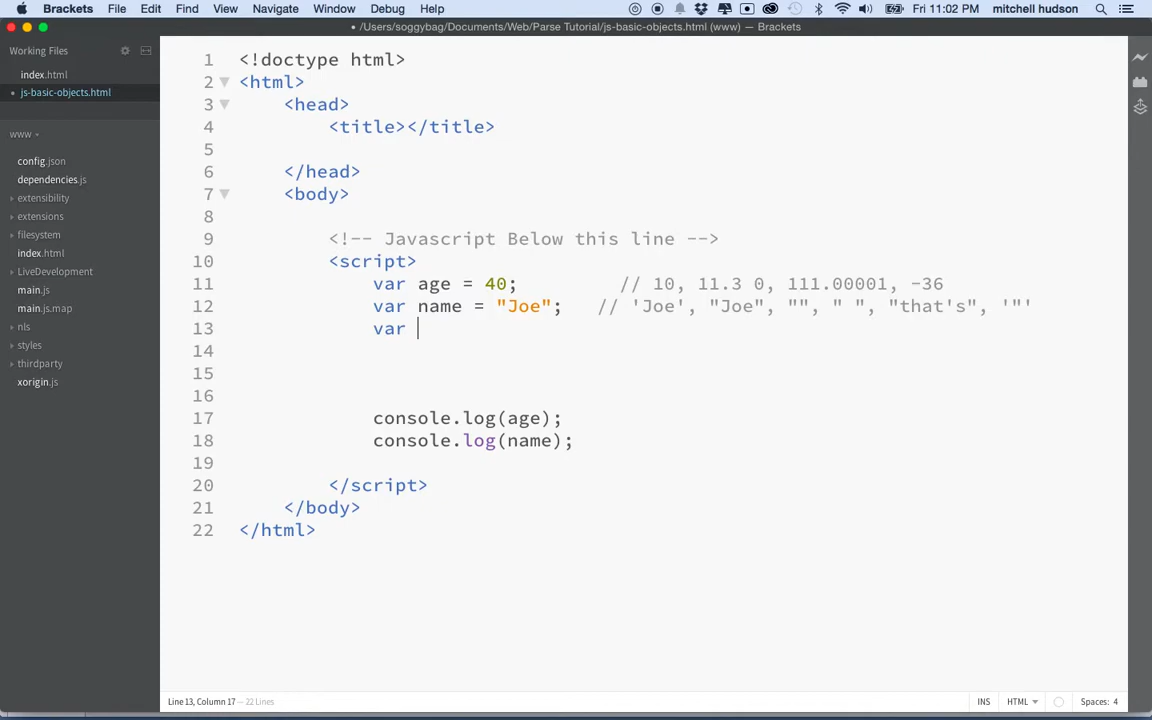 Brackets File Edit Find View Navigate Window Debug Help Fri 11:02 PM mitchell hudson
• /Users/soggybag/Documents/Web/Parse Tutorial/js-basic-objects.html (www) — Brackets
Working Files
index.html
• js-basic-objects.html
www
config.json
dependencies.js
extensibility
extensions
filesystem
index.html
LiveDevelopment
main.js
main.js.map
nls
styles
thirdparty
xorigin.js
1 <!doctype html>
2 <html>
3 <head>
4 <title></title>
5
6 </head>
7 <body>
8
9 <!-- Javascript Below this line -->
10 <script>
11 var age = 40; // 10, 11.3 0, 111.00001, -36
12 var name = "Joe"; // 'Joe', "Joe", "", " ", "that's", '"'
13 var
14
15
16
17 console.log(age);
18 console.log(name);
19
20 </script>
21 </body>
22 </html>
Line 13, Column 17 — 22 Lines INS HTML Spaces: 4